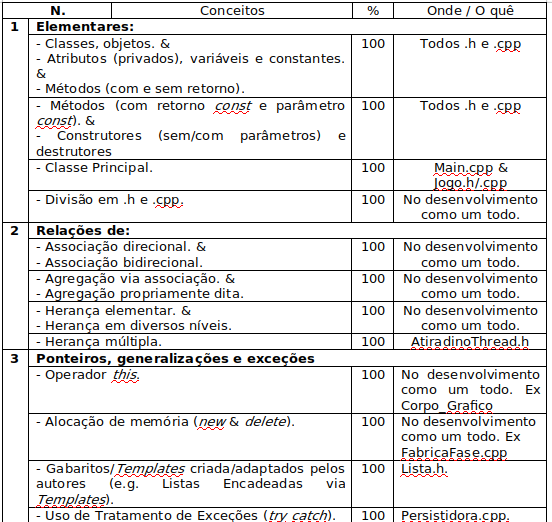 N. Conceitos % Onde / O quê
1 Elementares:
- Classes, objetos. & 100 Todos .h e .cpp
- Atributos (privados), variáveis e constantes.
&
- Métodos (com e sem retorno).
- Métodos (com retorno const e parâmetro 100 Todos .h e .cpp
const). &
- Construtores (sem/com parâmetros) e
destrutores
- Classe Principal. 100 Main.cpp &
Jogo.h/.cpp
- Divisão em .h e .cpp. 100 No desenvolvimento
como um todo.
2 Relações de:
- Associação direcional. & 100 No desenvolvimento
- Associação bidirecional. como um todo.
- Agregação via associação. & 100 No desenvolvimento
- Agregação propriamente dita. como um todo.
- Herança elementar. & 100 No desenvolvimento
- Herança em diversos níveis. como um todo.
- Herança múltipla. 100 AtiradinoThread.h
3 Ponteiros, generalizações e exceções
- Operador this. 100 No desenvolvimento
como um todo. Ex
Corpo_Grafico
- Alocação de memória (new & delete). 100 No desenvolvimento
como um todo. Ex
FabricaFase.cpp
- Gabaritos/Templates criada/adaptados pelos 100 Lista.h.
autores (e.g. Listas Encadeadas via
Templates).
- Uso de Tratamento de Exceções (try catch). 100 Persistidora.cpp.